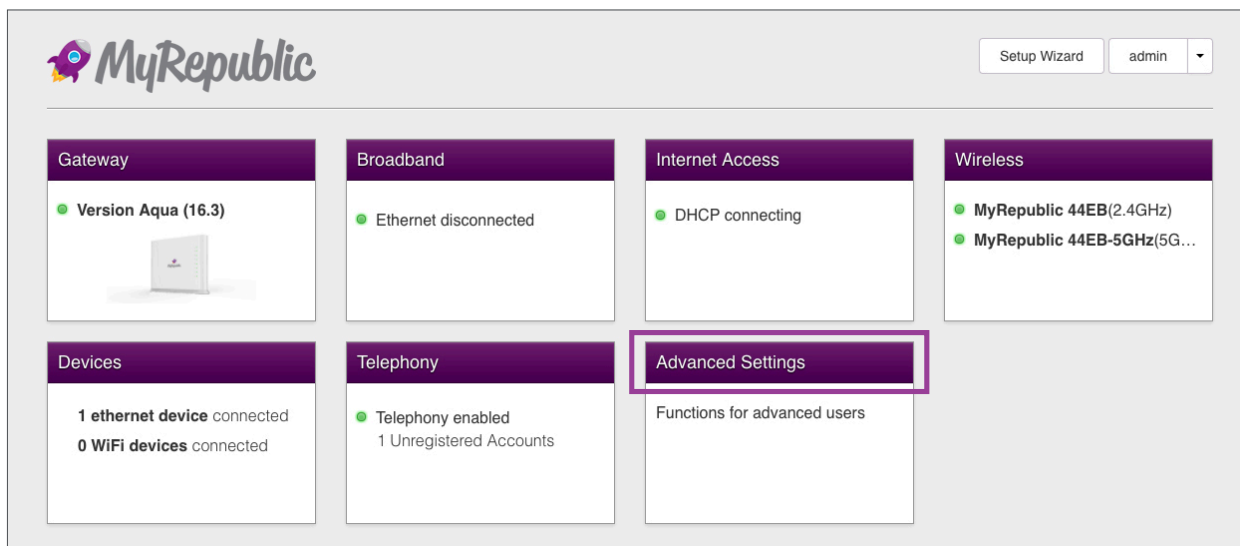 MyRepublic
Setup Wizard
admin
Gateway
Version Aqua (16.3)
Broadband
Ethernet disconnected
Internet Access
DHCP connecting
Wireless
MyRepublic 44EB(2.4GHz)
MyRepublic 44EB-5GHz(5G...
Devices
1 ethernet device connected
0 WiFi devices connected
Telephony
Telephony enabled
1 Unregistered Accounts
Advanced Settings
Functions for advanced users